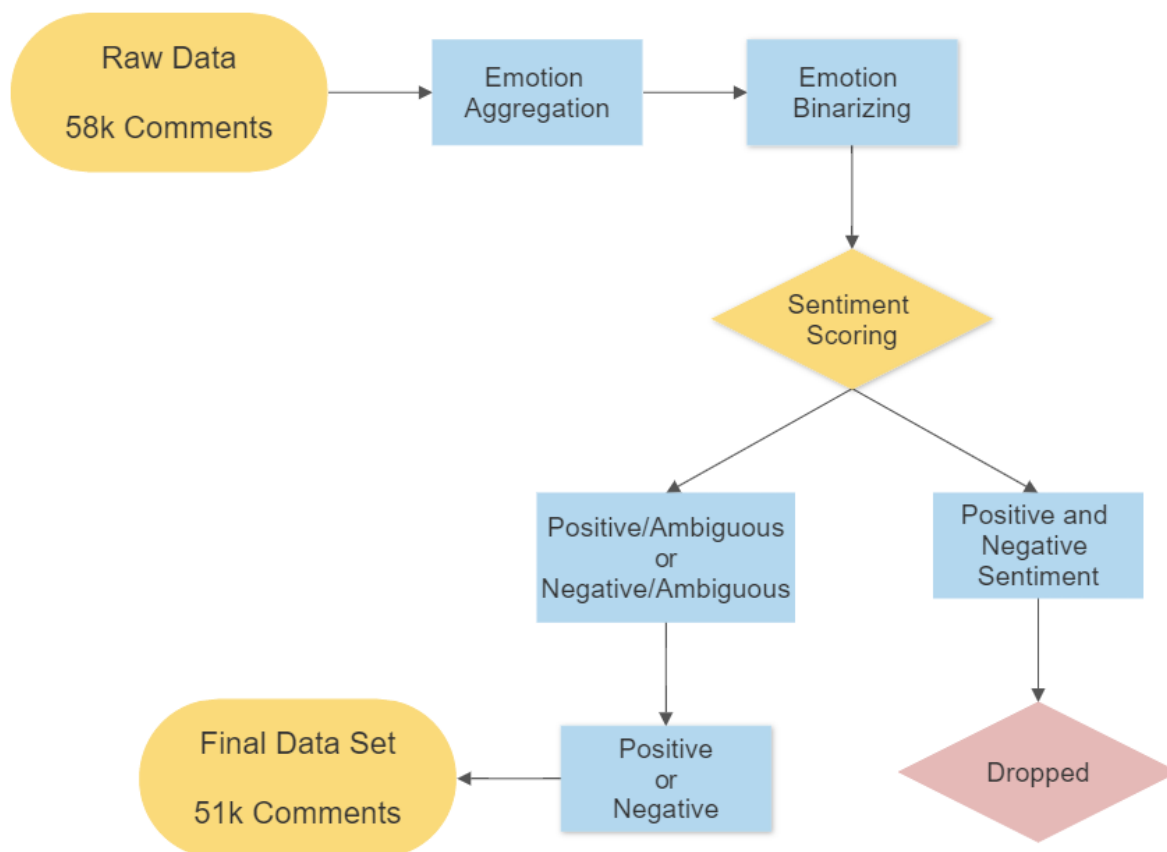 Raw Data
58k Comments
Emotion
Aggregation
Emotion
Binarizing
Sentiment
Scoring
Positive/Ambiguous
or
Negative/Ambiguous
Positive and
Negative
Sentiment
Final Data Set
51k Comments
Positive
or
Negative
Dropped